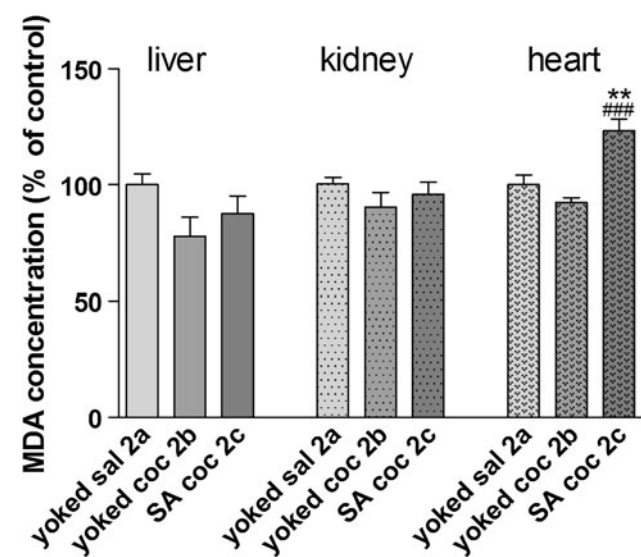 liver kidney heart
MDA concentration (% of control)
150
100
50
0
**
###
yoked sal 2a
yoked coc 2b
SA coc 2c
yoked sal 2a
yoked coc 2b
SA coc 2c
yoked sal 2a
yoked coc 2b
SA coc 2c